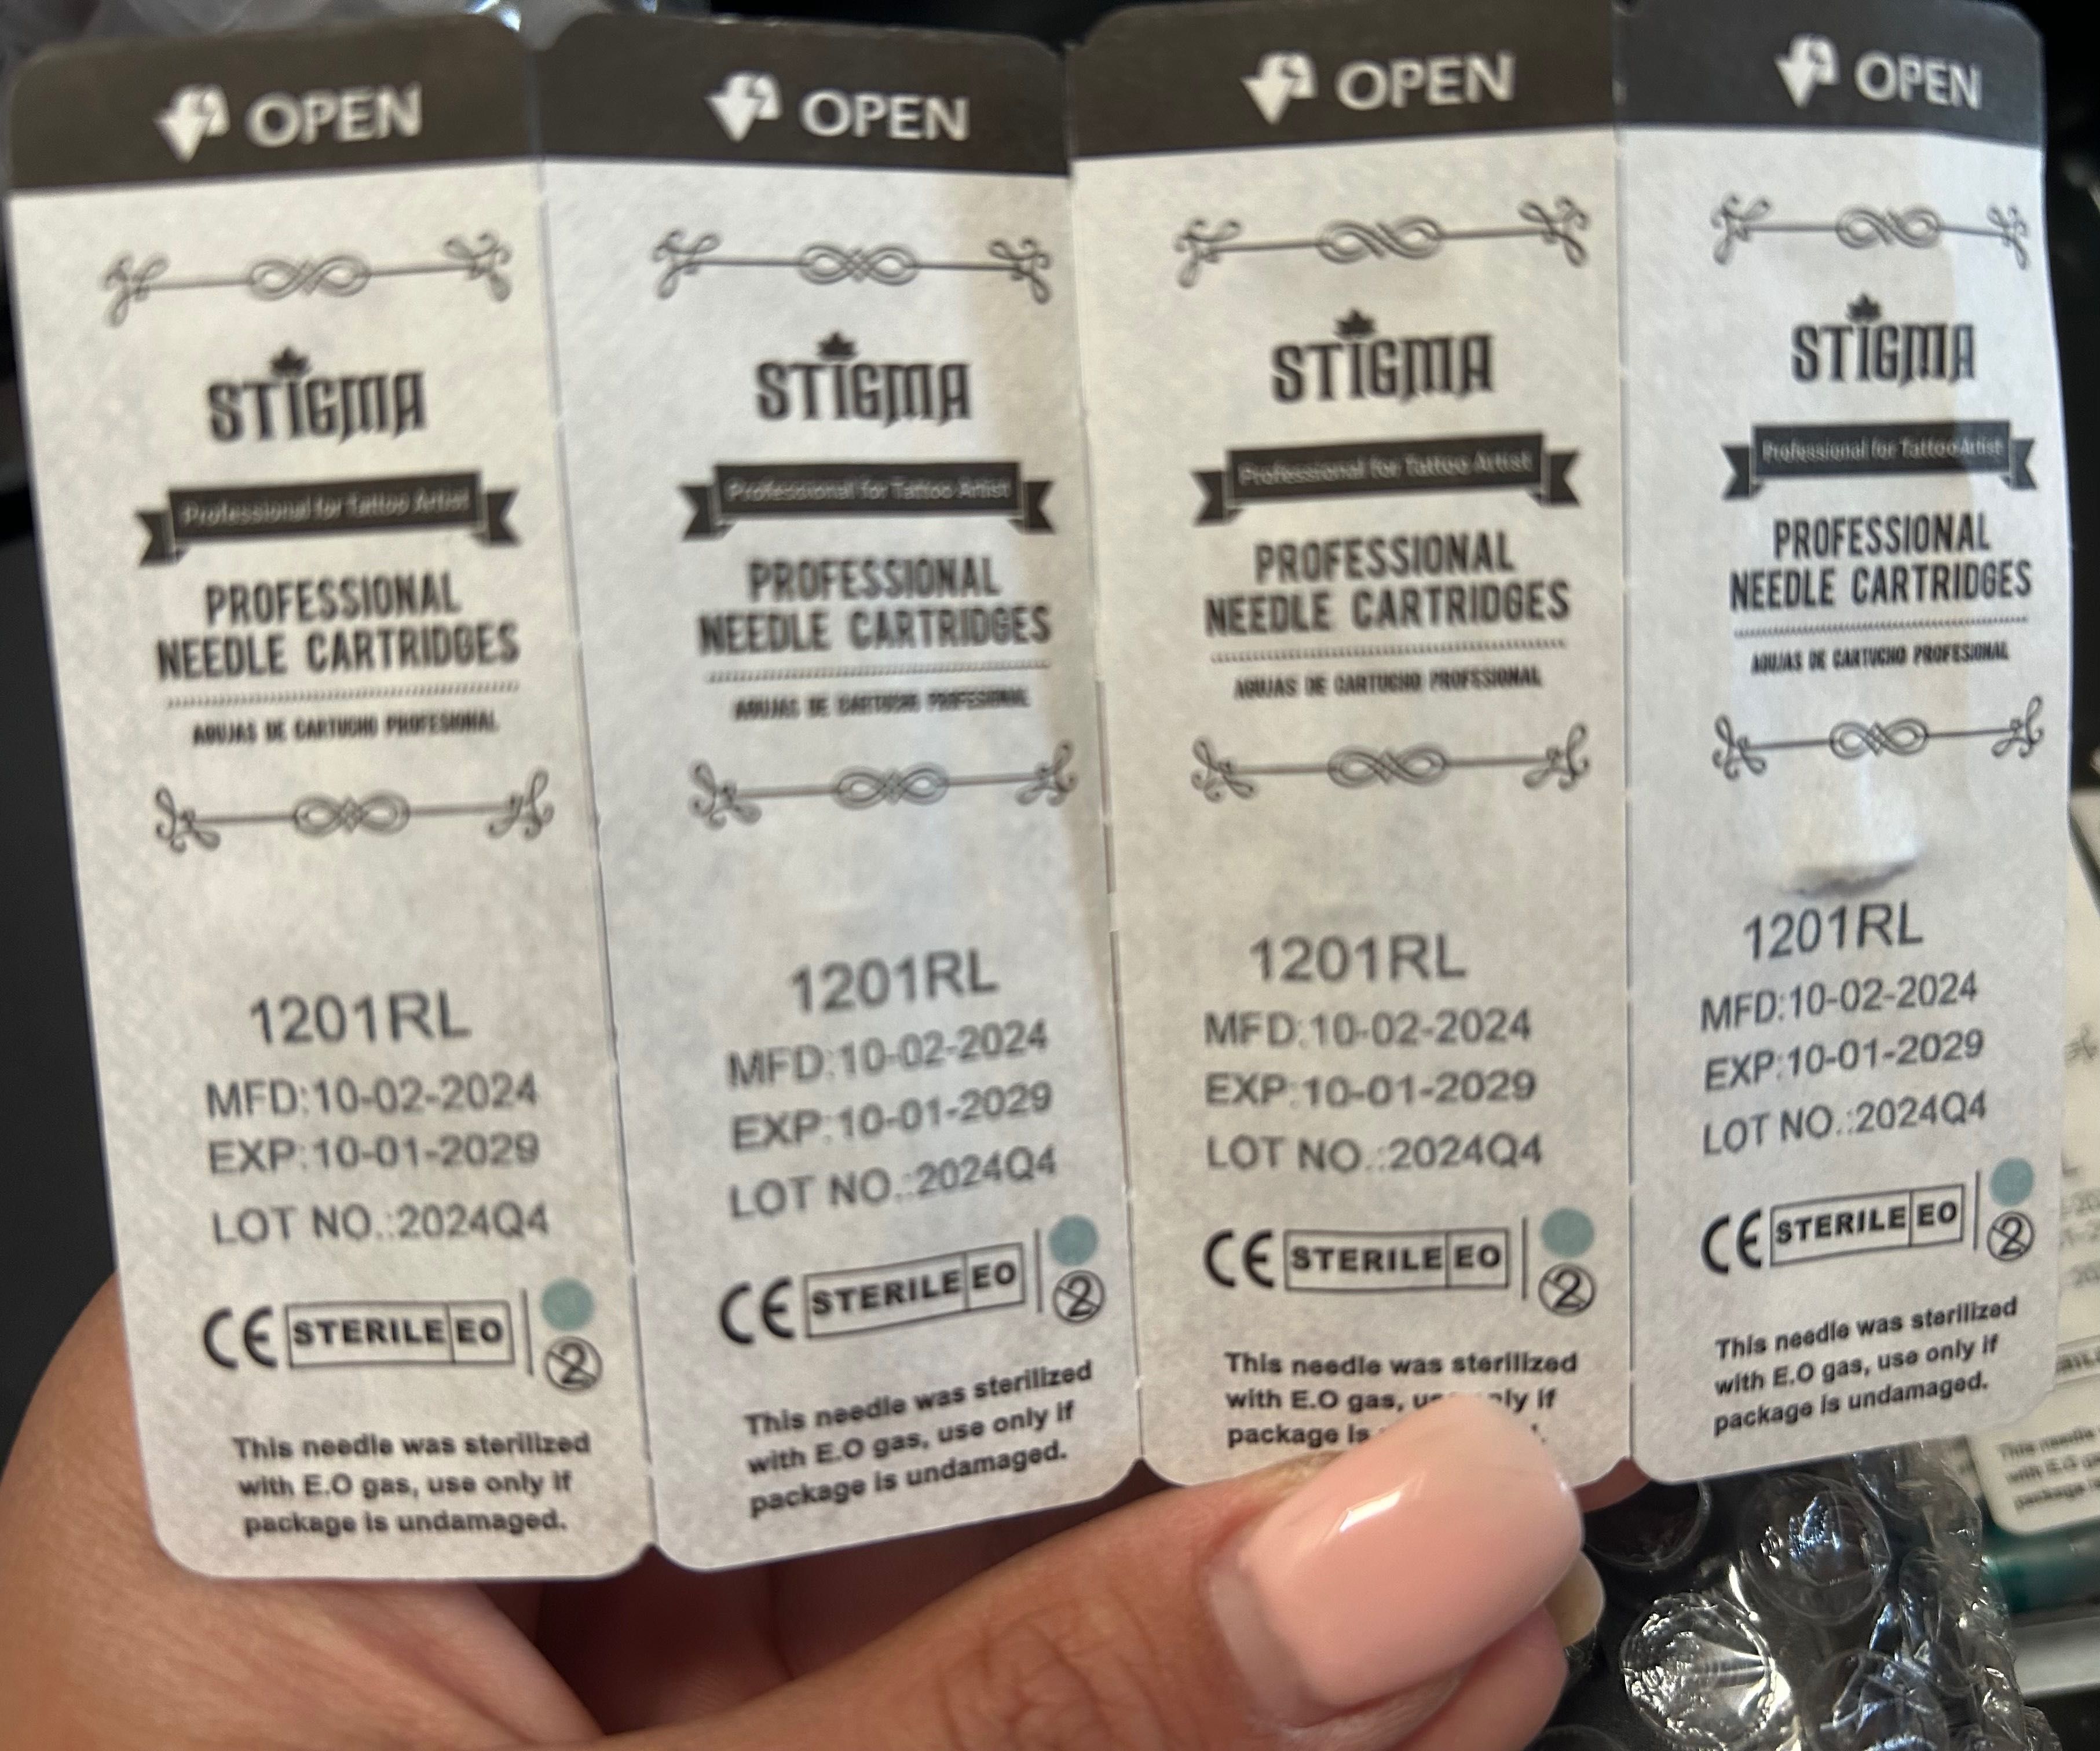 OPEN
STIGMA
Professional for Tattoo Artist
PROFESSIONAL
NEEDLE CARTRIDGES
AGUJAS DE CARTUCHO PROFESIONAL
1201RL
MFD:10-02-2024
EXP:10-01-2029
LOT NO.:2024Q4
CE STERILE EO
2
This needle was sterilized
with E.O gas, use only if
package is undamaged.
OPEN
STIGMA
Professional for Tattoo Artist
PROFESSIONAL
NEEDLE CARTRIDGES
AGUJAS DE CARTUCHO PROFESIONAL
1201RL
MFD:10-02-2024
EXP:10-01-2029
LOT NO.:2024Q4
CE STERILE EO
2
This needle was sterilized
with E.O gas, use only if
package is undamaged.
OPEN
STIGMA
Professional for Tattoo Artist
PROFESSIONAL
NEEDLE CARTRIDGES
AGUJAS DE CARTUCHO PROFESIONAL
1201RL
MFD:10-02-2024
EXP:10-01-2029
LOT NO.:2024Q4
CE STERILE EO
2
This needle was sterilized
with E.O gas, if
package is
OPEN
STIGMA
Professional for Tattoo Artist
PROFESSIONAL
NEEDLE CARTRIDGES
AGUJAS DE CARTUCHO PROFESIONAL
1201RL
MFD:10-02-2024
EXP:10-01-2029
LOT NO.:2024Q4
CE STERILE EO
2
This needle was sterilized
with E.O gas, use only if
package is undamaged.
This needle